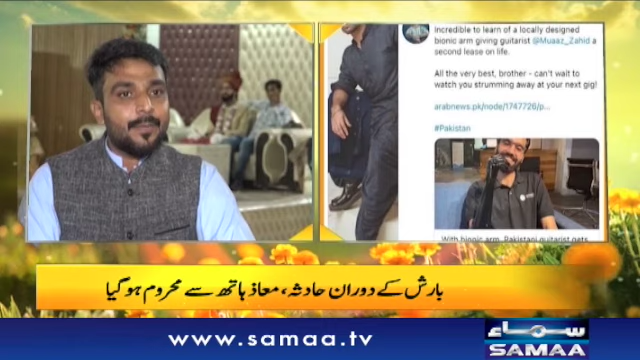 Incredible to learn of a locally designed
bionic arm giving guitarist @Muaaz_Zahid a
second lease on life.
All the very best, brother - can't wait to
watch you strumming away at your next gig!
arabnews.pk/node/1747726/p...
#Pakistan
With bionic arm, Pakistani guitarist gets
بارش کے دوران حادثہ، معاذ ہاتھ سے محروم ہوگیا
www.samaa.tv
سماء
SAMAA